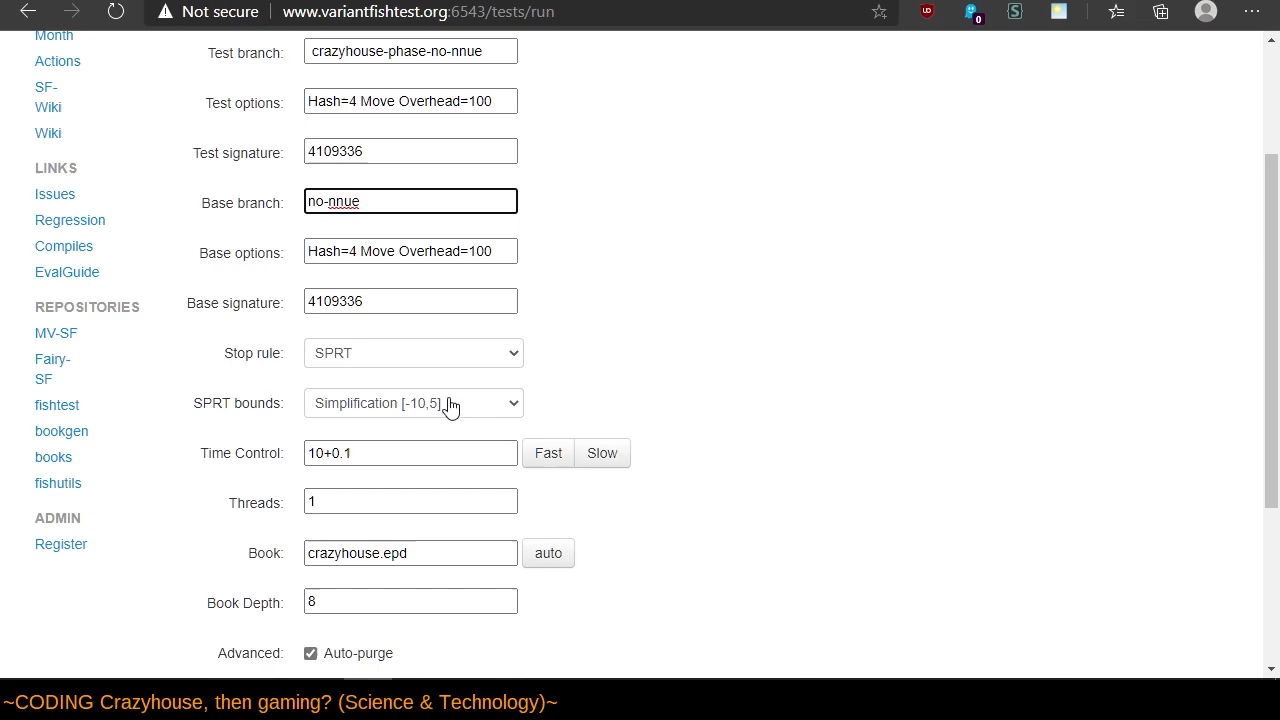 Not secure www.variantfishtest.org:6543/tests/run
UD
0
S
Month
Actions
SF-
Wiki
Wiki
LINKS
Issues
Regression
Compiles
EvalGuide
REPOSITORIES
MV-SF
Fairy-
SF
fishtest
bookgen
books
fishutils
ADMIN
Register
Test branch: crazyhouse-phase-no-nnue
Test options: Hash=4 Move Overhead=100
Test signature: 4109336
Base branch: no-nnue
Base options: Hash=4 Move Overhead=100
Base signature: 4109336
Stop rule: SPRT
SPRT bounds: Simplification [-10,5]
Time Control: 10+0.1 Fast Slow
Threads: 1
Book: crazyhouse.epd auto
Book Depth: 8
Advanced: Auto-purge
~CODING Crazyhouse, then gaming? (Science & Technology)~